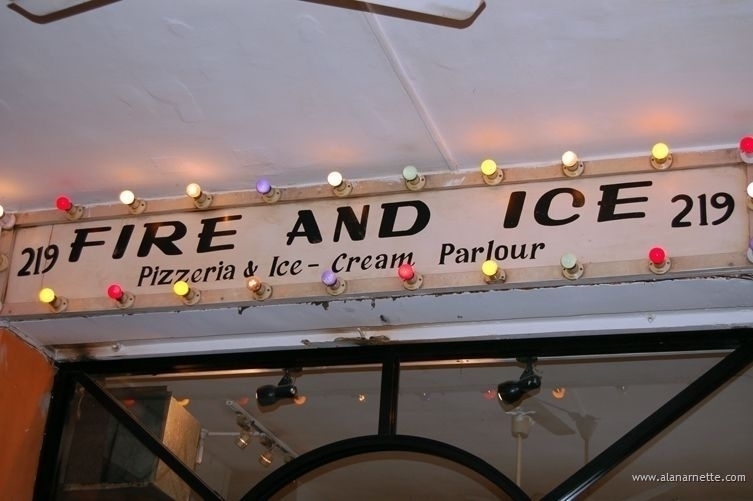 219 FIRE AND ICE 219
Pizzeria & Ice-Cream Parlour
www.alanarnette.com